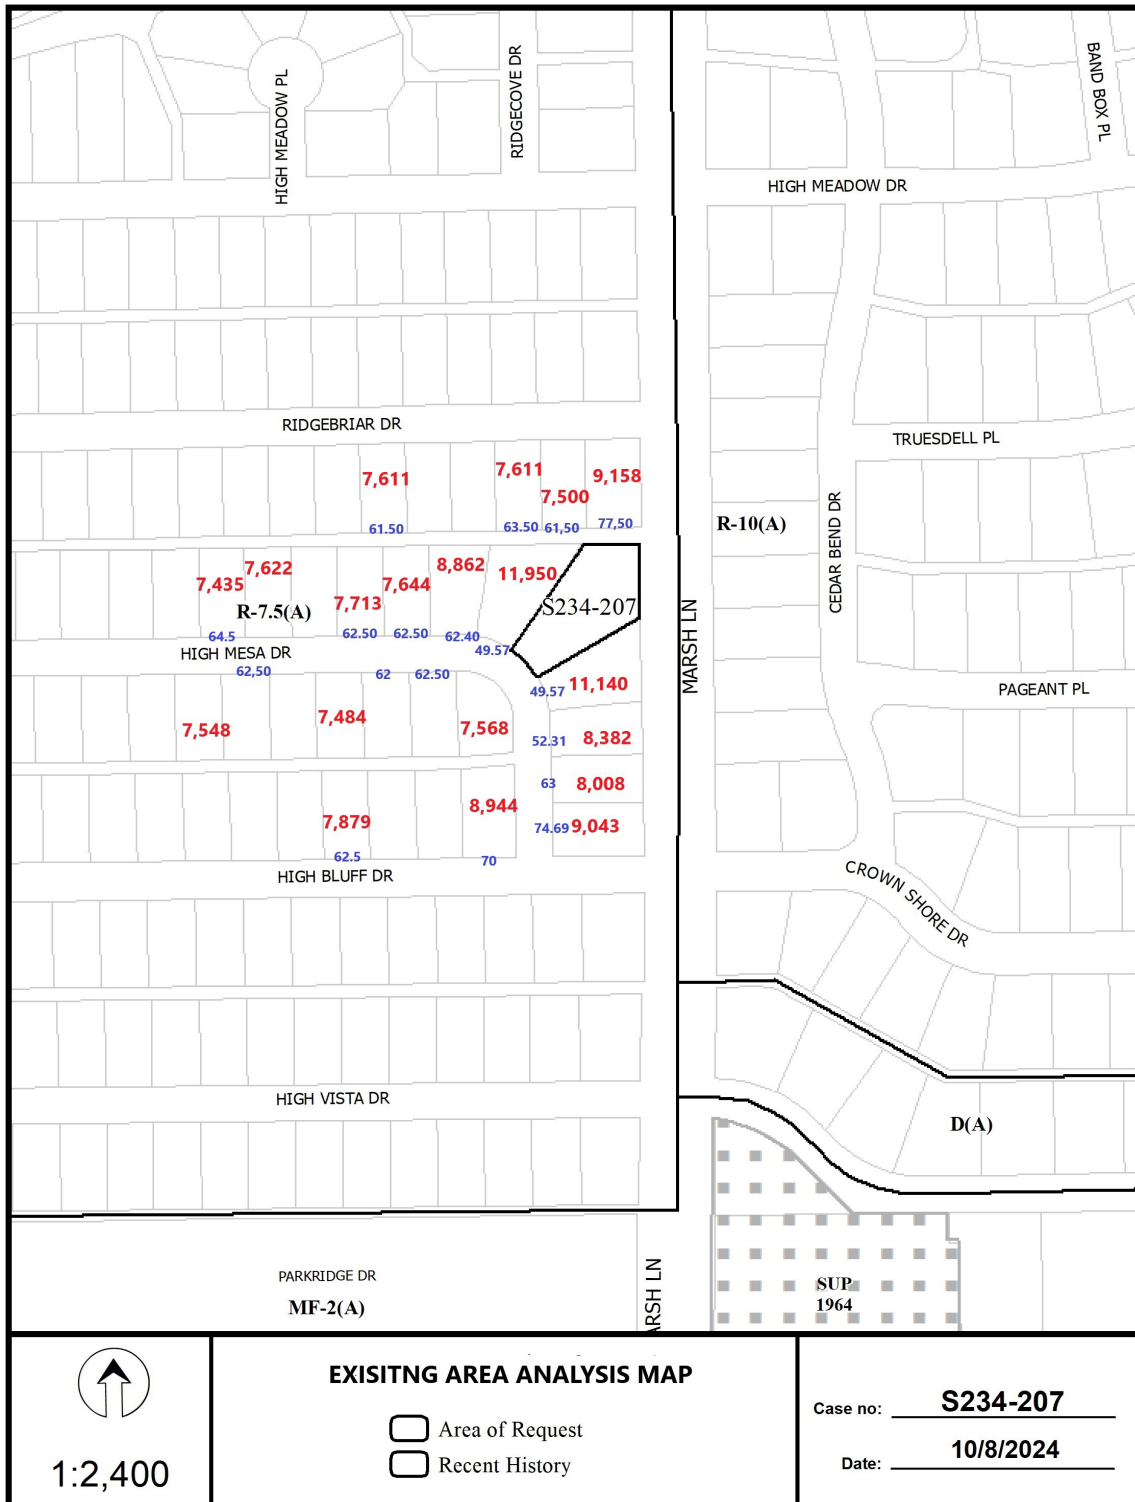 HIGH MEADOW PL
RIDGECOVE DR
BAND BOX PL
HIGH MEADOW DR
RIDGEBRIAR DR
TRUESDELL PL
7,611
7,611
7,500
9,158
61.50
63.50
61,50
77,50
R-10(A)
CEDAR BEND DR
7,435
7,622
7,713
7,644
8,862
11,950
S234-207
R-7.5(A)
64.5
62.50
62.50
62.40
49.57
HIGH MESA DR
MARSH LN
62,50
62
62.50
49.57
11,140
PAGEANT PL
7,548
7,484
7,568
52.31
8,382
63
8,008
7,879
8,944
74.69
9,043
62.5
70
HIGH BLUFF DR
CROWN SHORE DR
HIGH VISTA DR
D(A)
PARKRIDGE DR
MF-2(A)
ARSH LN
SUP
1964
1:2,400
EXISITNG AREA ANALYSIS MAP
Area of Request
Recent History
Case no: S234-207
Date: 10/8/2024